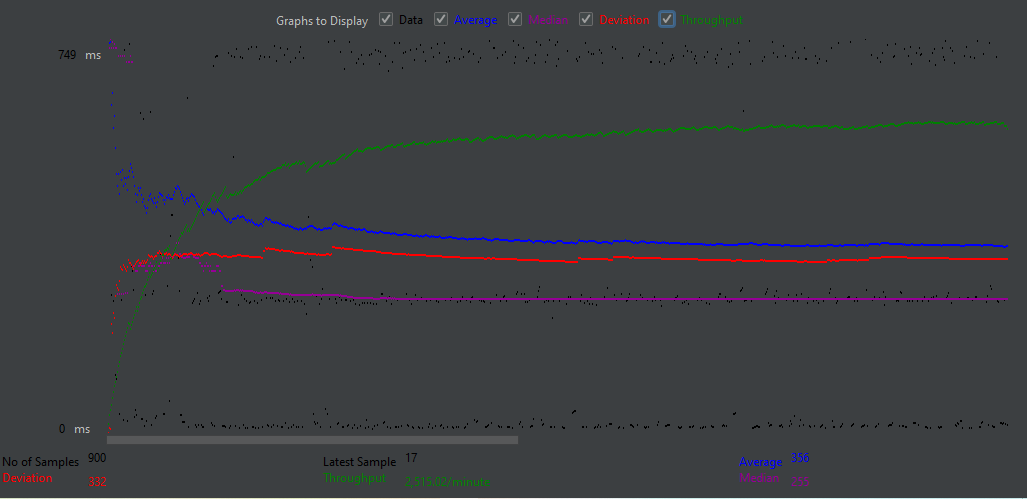 Graphs to Display Data Average Median Deviation Throughput
749 ms
0 ms
No of Samples 900 Latest Sample 17 Average 356
Deviation 332 Throughput 2,515.02/minute Median